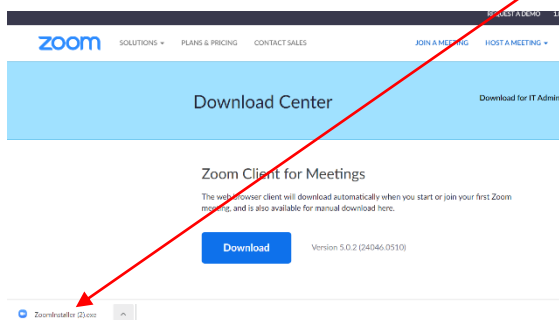 REQUEST A DEMO
zoom SOLUTIONS PLANS & PRICING CONTACT SALES JOIN A MEETING HOST A MEETING
Download Center Download for IT Admin
Zoom Client for Meetings
The web browser client will download automatically when you start or join your first Zoom
meeting, and is also available for manual download here.
Download Version 5.0.2 (24046.0510)
ZoomInstaller (2).exe